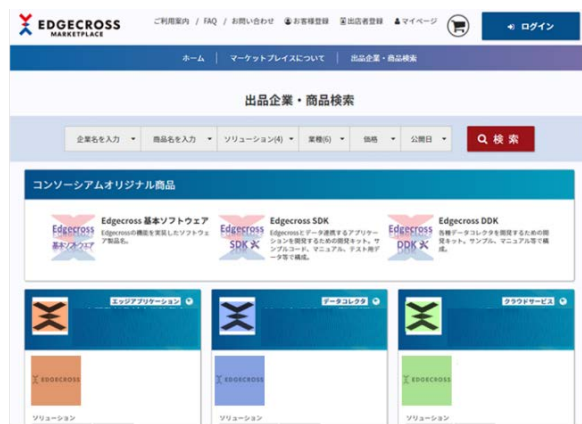 EDGECROSS
MARKETPLACE
ご利用案内 / FAQ / お問い合わせ お客様登録 出店者登録 マイページ
ログイン
ホーム | マーケットプレイスについて | 出品企業・商品検索
出品企業・商品検索
企業名を入力 商品名を入力 ソリューション(4) 業種(6) 価格 公開日 検索
コンソーシアムオリジナル商品
Edgecross 基本ソフトウェア
Edgecrossの機能を実装したソフトウェア製品。
Edgecross
基本ソフトウエア
Edgecross SDK
Edgecrossとデータ連携するアプリケーションを開発するための開発キット。サンプルコード、マニュアル、テスト用データ等で構成。
Edgecross
SDK
Edgecross DDK
各種データコレクタを開発するための開発キット。サンプル、マニュアル等で構成。
Edgecross
DDK
エッジアプリケーション
データコレクタ
クラウドサービス
EDGECROSS
EDGECROSS
EDGECROSS
ソリューション
ソリューション
ソリューション